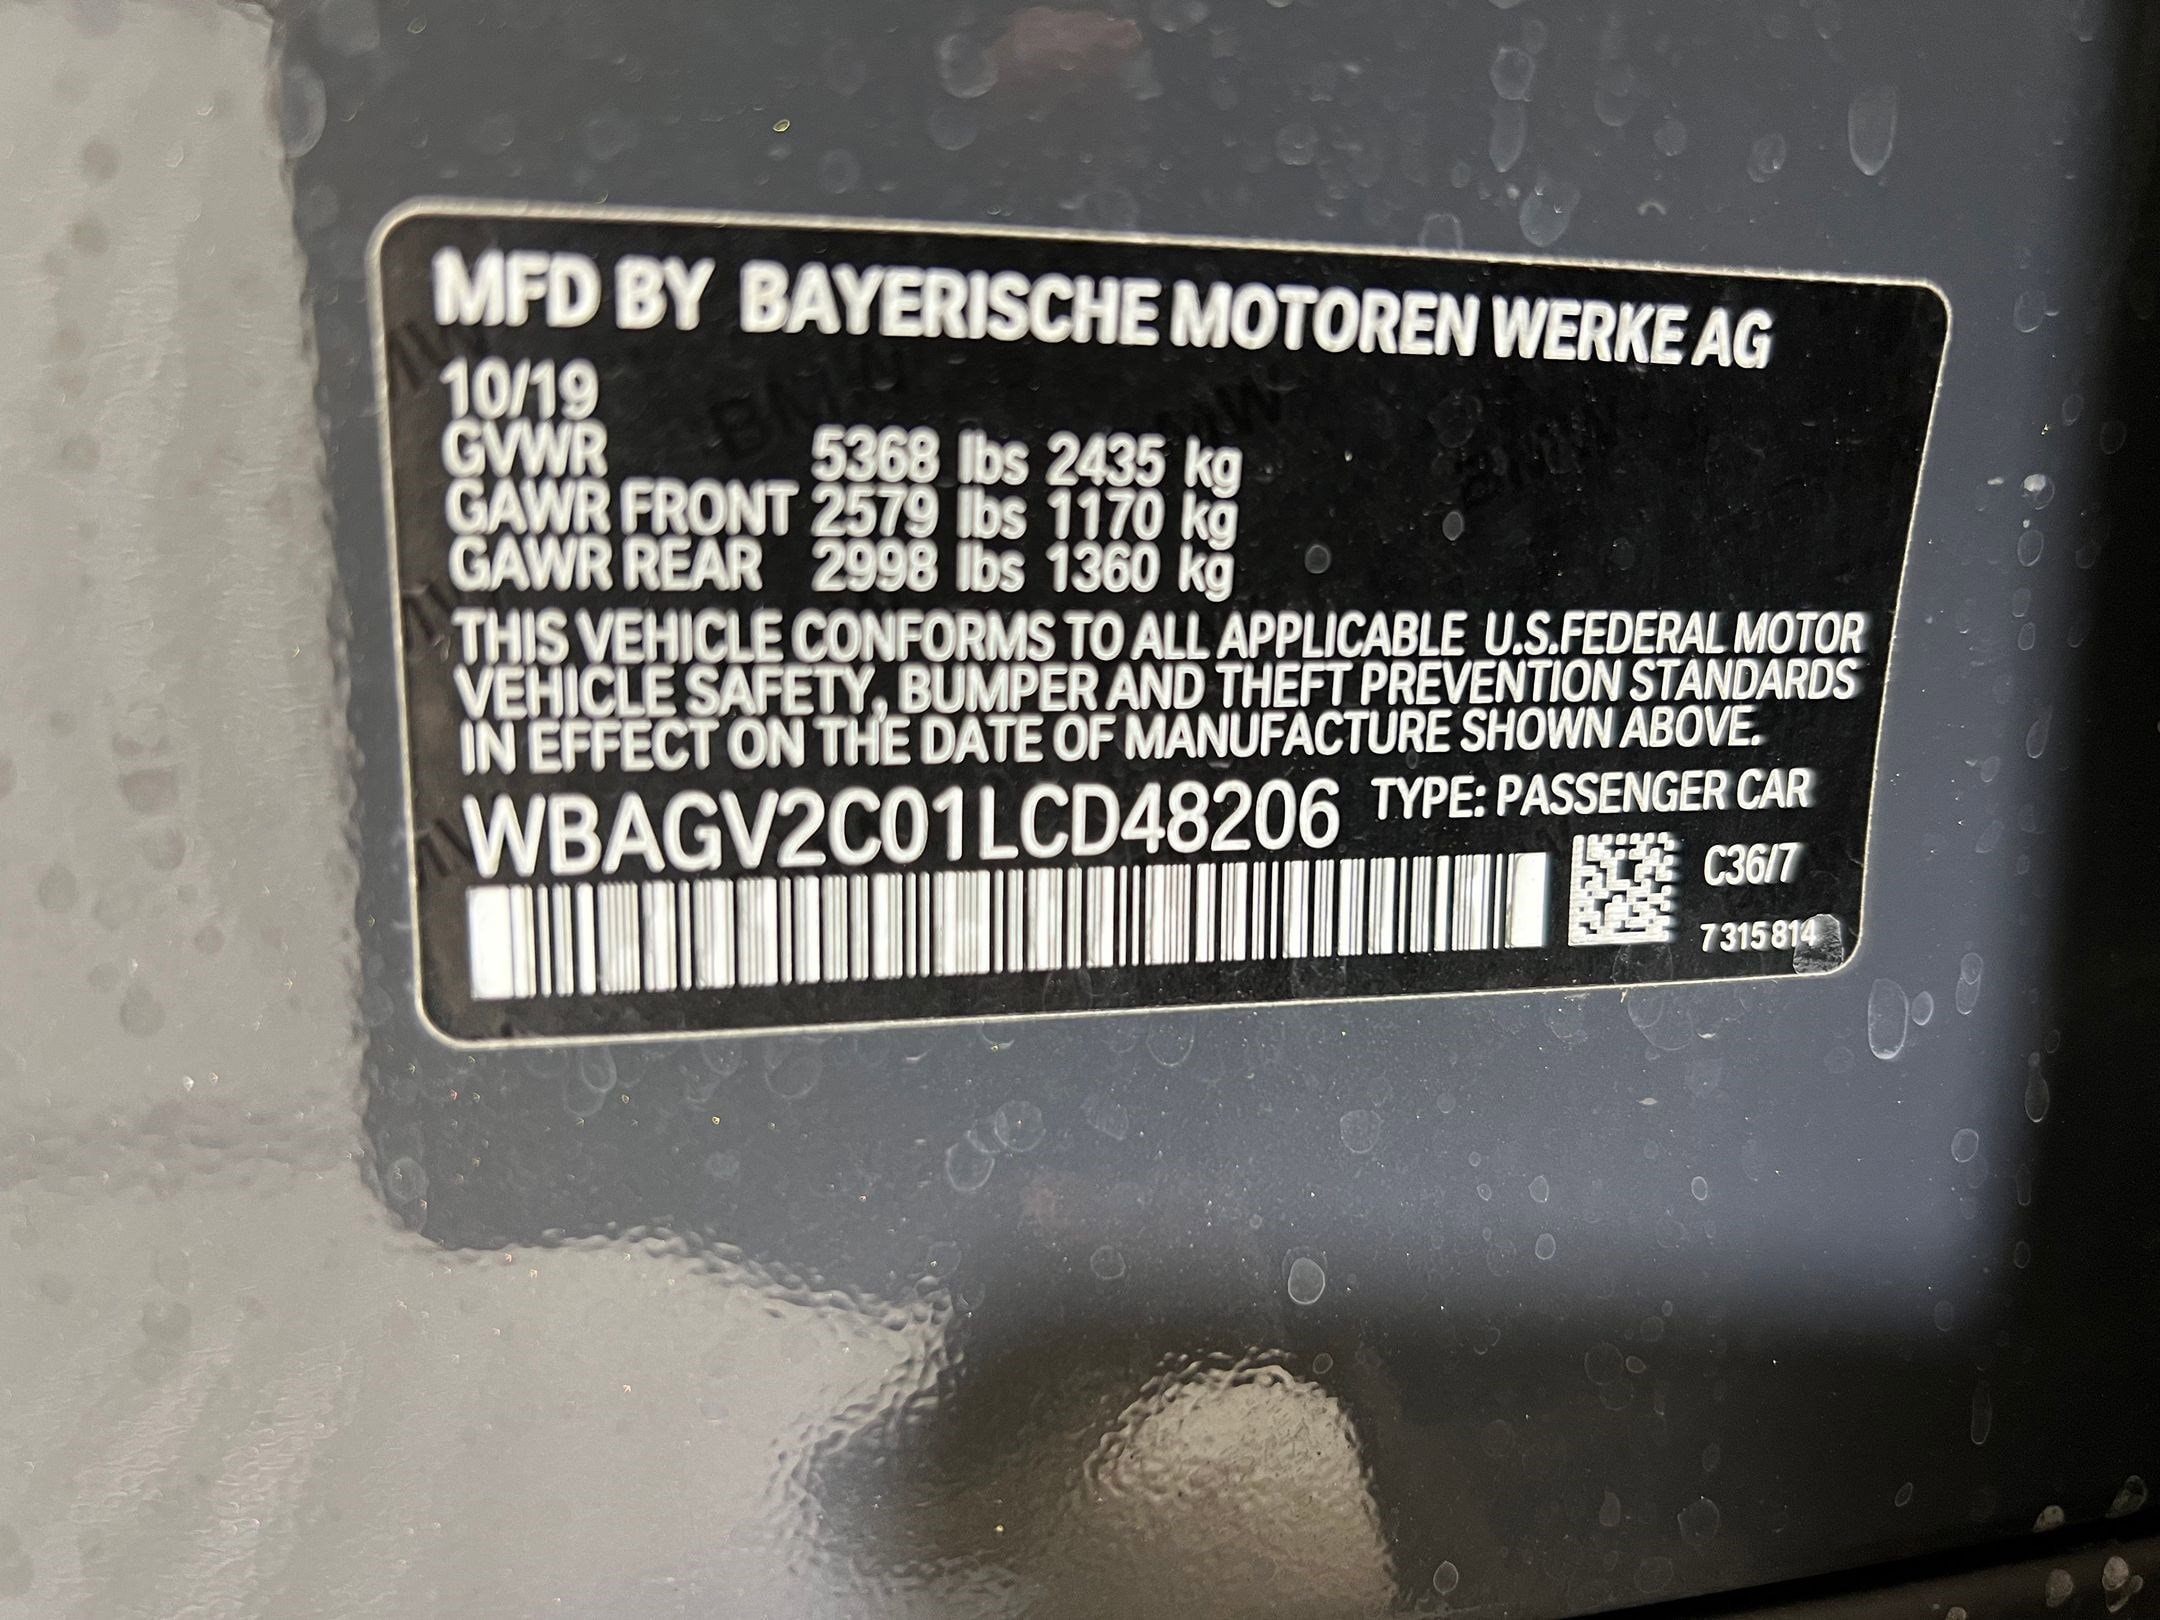 MFD BY BAYERISCHE MOTOREN WERKE AG
10/19
GVWR 5368 lbs 2435 kg
GAWR FRONT 2579 lbs 1170 kg
GAWR REAR 2998 lbs 1360 kg
THIS VEHICLE CONFORMS TO ALL APPLICABLE U.S.FEDERAL MOTOR
VEHICLE SAFETY, BUMPER AND THEFT PREVENTION STANDARDS
IN EFFECT ON THE DATE OF MANUFACTURE SHOWN ABOVE.
WBAGV2C01LCD48206 TYPE: PASSENGER CAR
C36/7
7 315 814